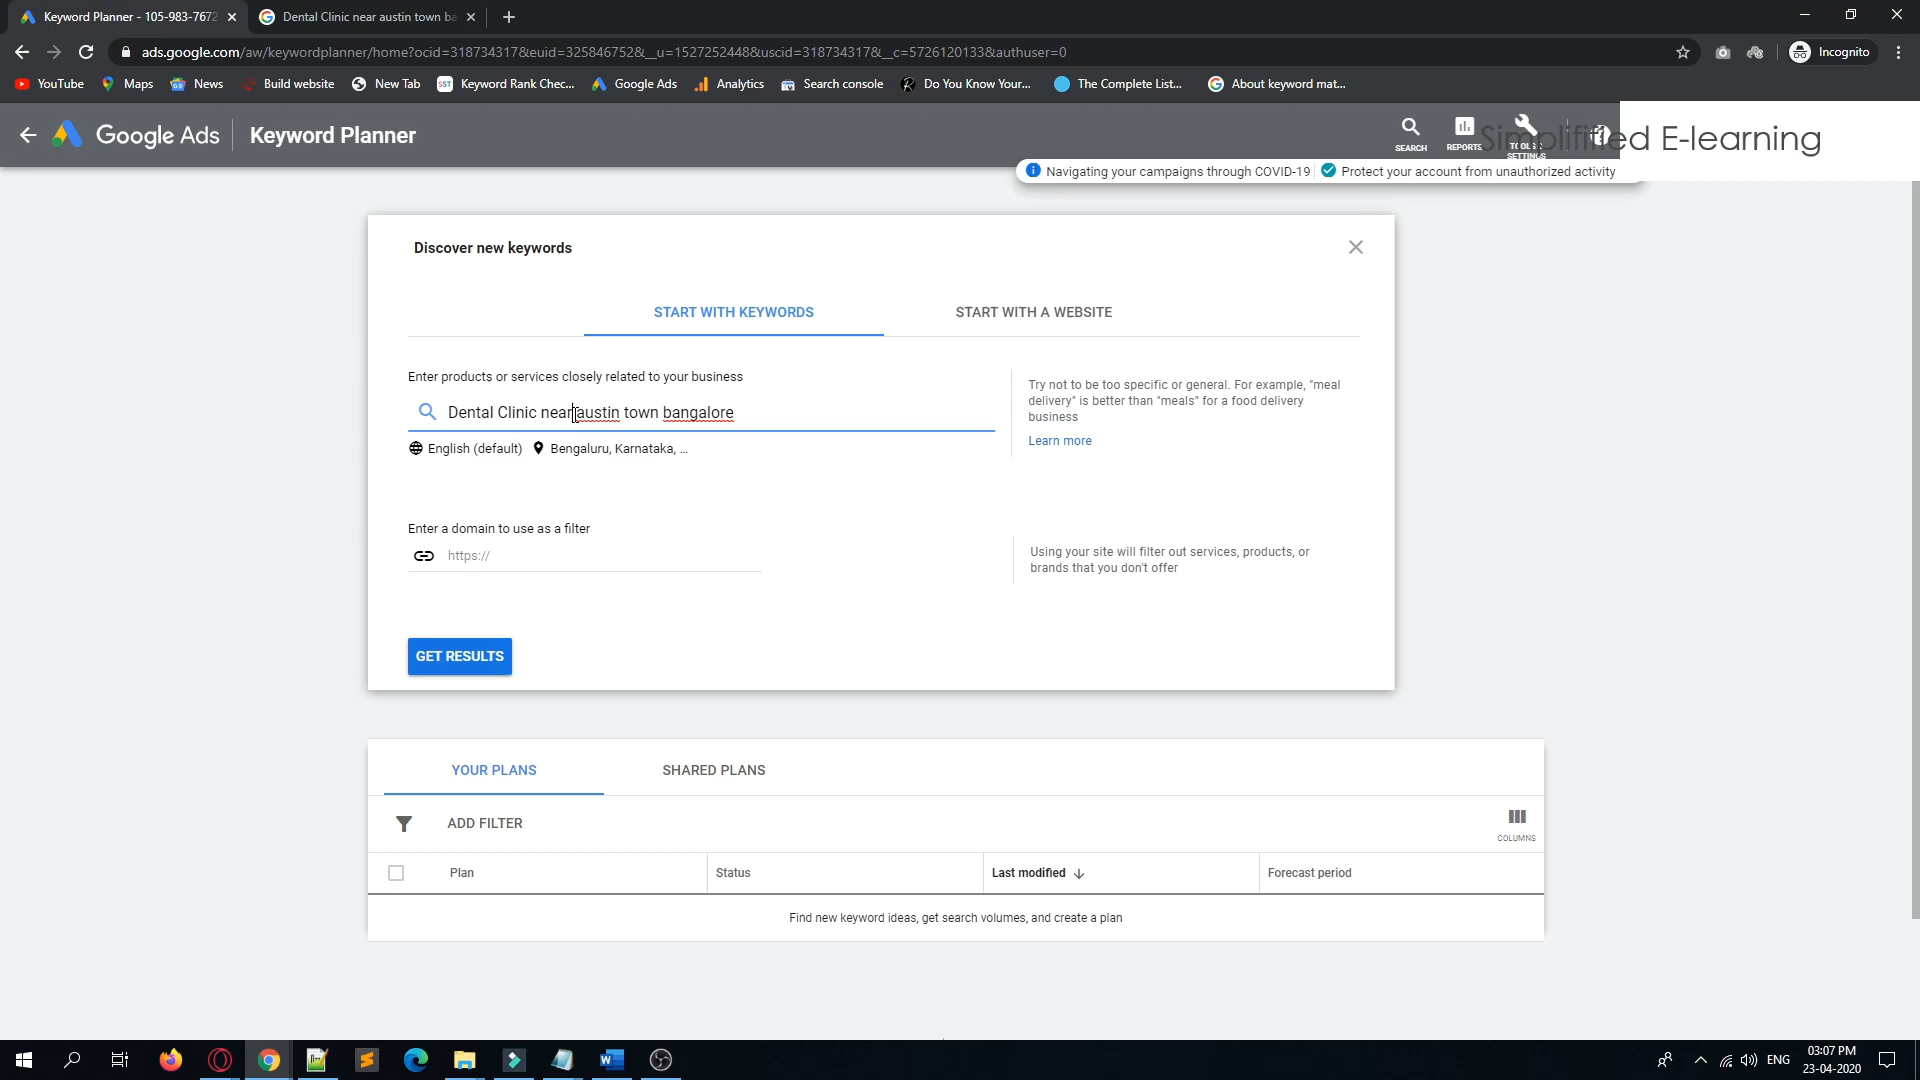 Keyword Planner - 105-983-7672
Dental Clinic near austin town ba
ads.google.com/aw/keywordplanner/home?ocid=318734317&euid=325846752&__u=1527252448&uscid=318734317&__c=5726120133&authuser=0
Incognito
YouTube
Maps
News
Build website
New Tab
Keyword Rank Chec...
Google Ads
Analytics
Search console
Do You Know Your...
The Complete List...
About keyword mat...
Google Ads
Keyword Planner
SEARCH
REPORTS
TOOLS &
SETTINGS
Simplified E-learning
Navigating your campaigns through COVID-19
Protect your account from unauthorized activity
Discover new keywords
START WITH KEYWORDS
START WITH A WEBSITE
Enter products or services closely related to your business
Dental Clinic near austin town bangalore
English (default)
Bengaluru, Karnataka, ...
Try not to be too specific or general. For example, "meal
delivery" is better than "meals" for a food delivery
business
Learn more
Enter a domain to use as a filter
https://
Using your site will filter out services, products, or
brands that you don't offer
GET RESULTS
YOUR PLANS
SHARED PLANS
ADD FILTER
COLUMNS
Plan
Status
Last modified
Forecast period
Find new keyword ideas, get search volumes, and create a plan
ENG
03:07 PM
23-04-2020